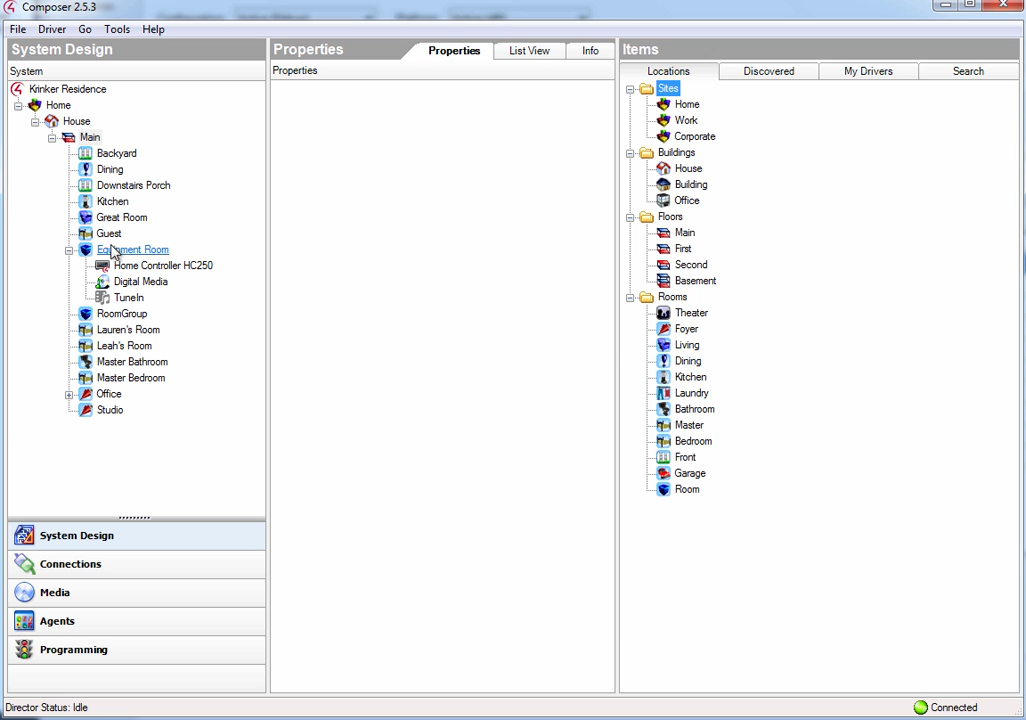 Composer 2.5.3
File Driver Go Tools Help
System Design
System
Krinker Residence
Home
House
Main
Backyard
Dining
Downstairs Porch
Kitchen
Great Room
Guest
Equipment Room
Home Controller HC250
Digital Media
TuneIn
RoomGroup
Lauren's Room
Leah's Room
Master Bathroom
Master Bedroom
Office
Studio
System Design
Connections
Media
Agents
Programming
Properties
Properties List View Info
Properties
Items
Locations Discovered My Drivers Search
Sites
Home
Work
Corporate
Buildings
House
Building
Office
Floors
Main
First
Second
Basement
Rooms
Theater
Foyer
Living
Dining
Kitchen
Laundry
Bathroom
Master
Bedroom
Front
Garage
Room
Director Status: Idle
Connected